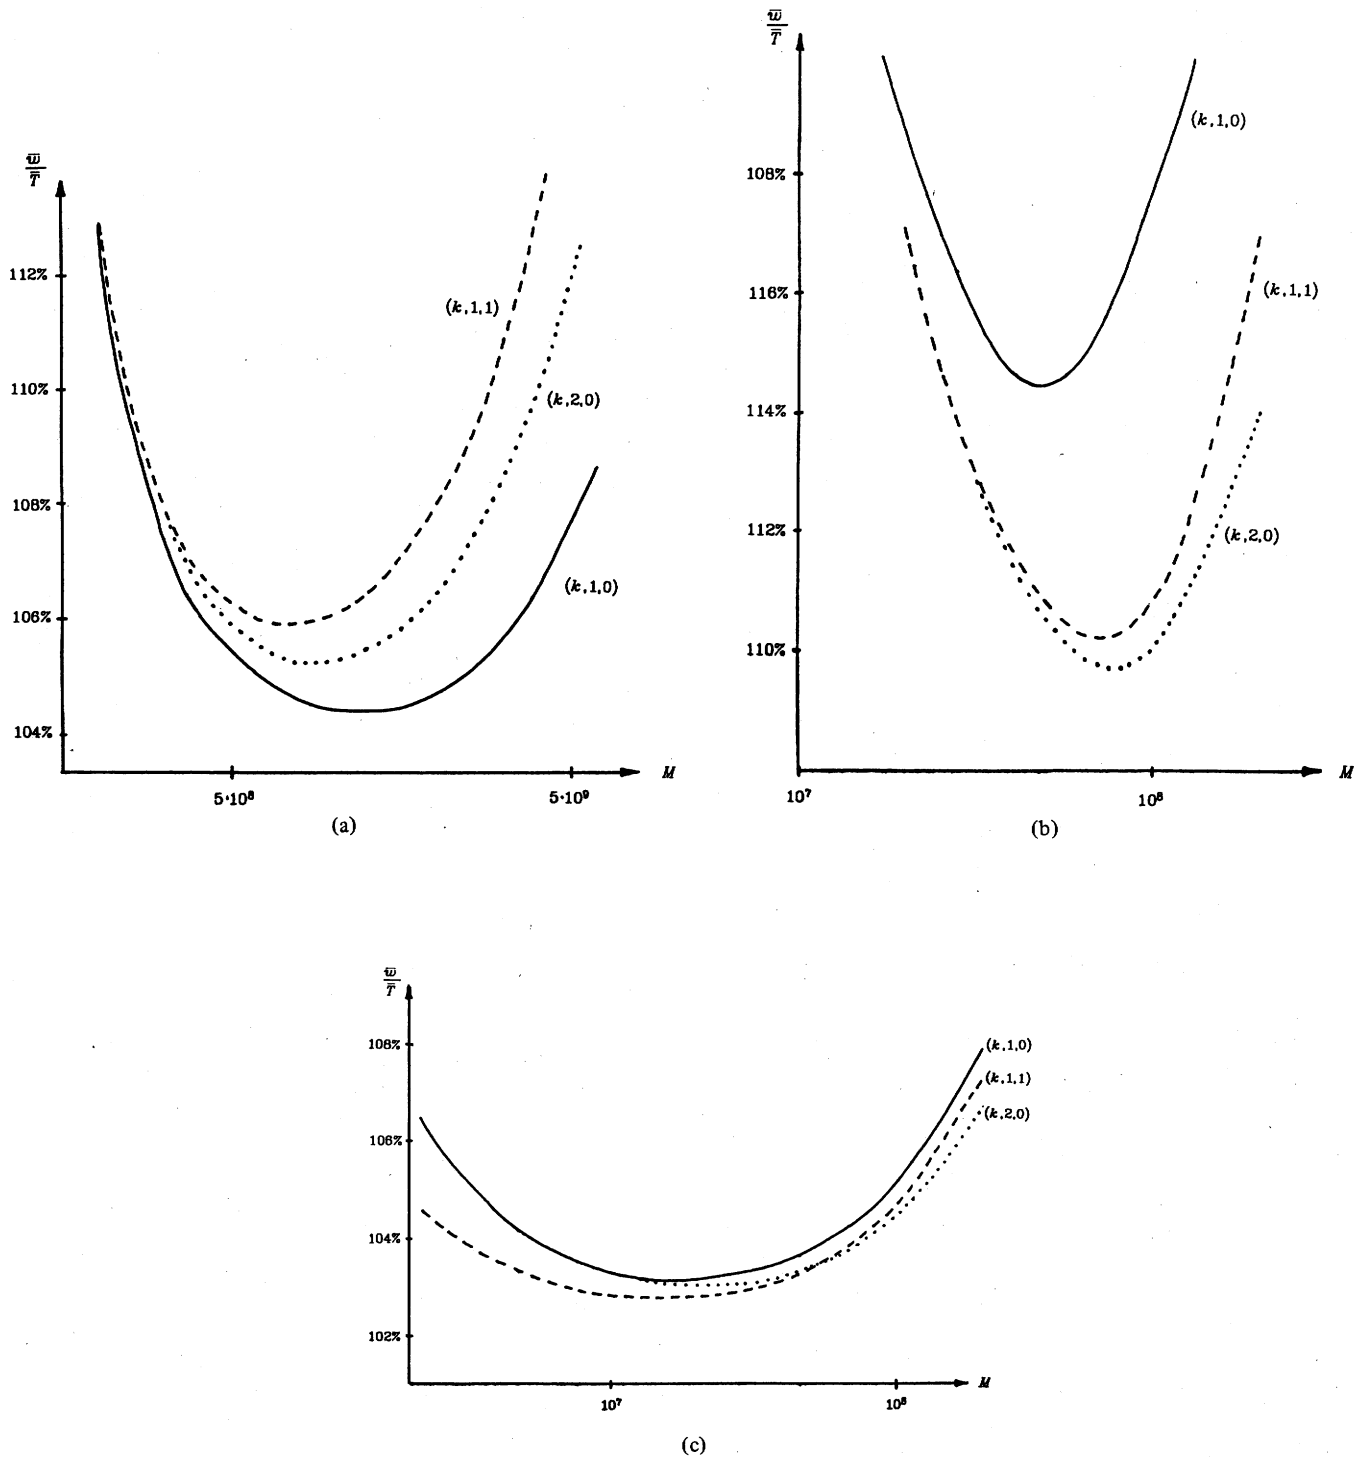 w̅
T̿
112%
110%
108%
106%
104%
(k,1,1)
(k,2,0)
(k,1,0)
5·10⁸
5·10⁹
M
(a)
w̅
T̿
108%
116%
114%
112%
110%
(k,1,0)
(k,1,1)
(k,2,0)
10⁷
10⁸
M
(b)
w̅
T̿
108%
106%
104%
102%
(k,1,0)
(k,1,1)
(k,2,0)
10⁷
10⁸
M
(c)